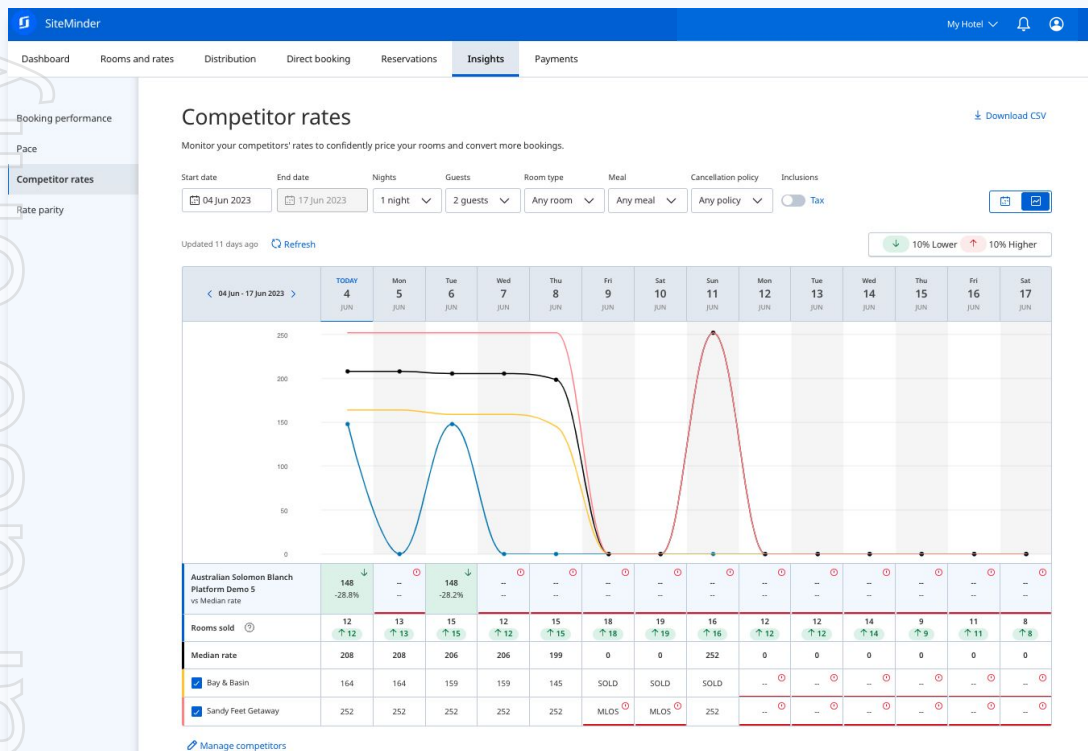 SiteMinder
My Hotel
Dashboard Rooms and rates Distribution Direct booking Reservations Insights Payments
Booking performance
Pace
Competitor rates
Rate parity
Competitor rates
Download CSV
Monitor your competitors' rates to confidently price your rooms and convert more bookings.
Start date End date Nights Guests Room type Meal Cancellation policy Inclusions
04 Jun 2023 17 Jun 2023 1 night 2 guests Any room Any meal Any policy Tax
Updated 11 days ago Refresh
↓ 10% Lower ↑ 10% Higher
04 Jun - 17 Jun 2023
TODAY Mon Tue Wed Thu Fri Sat Sun Mon Tue Wed Thu Fri Sat
4 5 6 7 8 9 10 11 12 13 14 15 16 17
JUN JUN JUN JUN JUN JUN JUN JUN JUN JUN JUN JUN JUN JUN
250
200
150
100
50
0
Australian Solomon Blanch
Platform Demo 5
vs Median rate
148 -- 148 -- -- -- -- -- -- -- -- -- -- --
-28.8% -- -28.2% -- -- -- -- -- -- -- -- -- -- --
Rooms sold
12 13 15 12 15 18 19 16 12 12 14 9 11 8
↑ 12 ↑ 13 ↑ 15 ↑ 12 ↑ 15 ↑ 18 ↑ 19 ↑ 16 ↑ 12 ↑ 12 ↑ 14 ↑ 9 ↑ 11 ↑ 8
Median rate 208 208 206 206 199 0 0 252 0 0 0 0 0 0
Bay & Basin 164 164 159 159 145 SOLD SOLD SOLD -- -- -- -- -- --
Sandy Feet Getaway 252 252 252 252 252 MLOS MLOS 252 -- -- -- -- -- --
Manage competitors